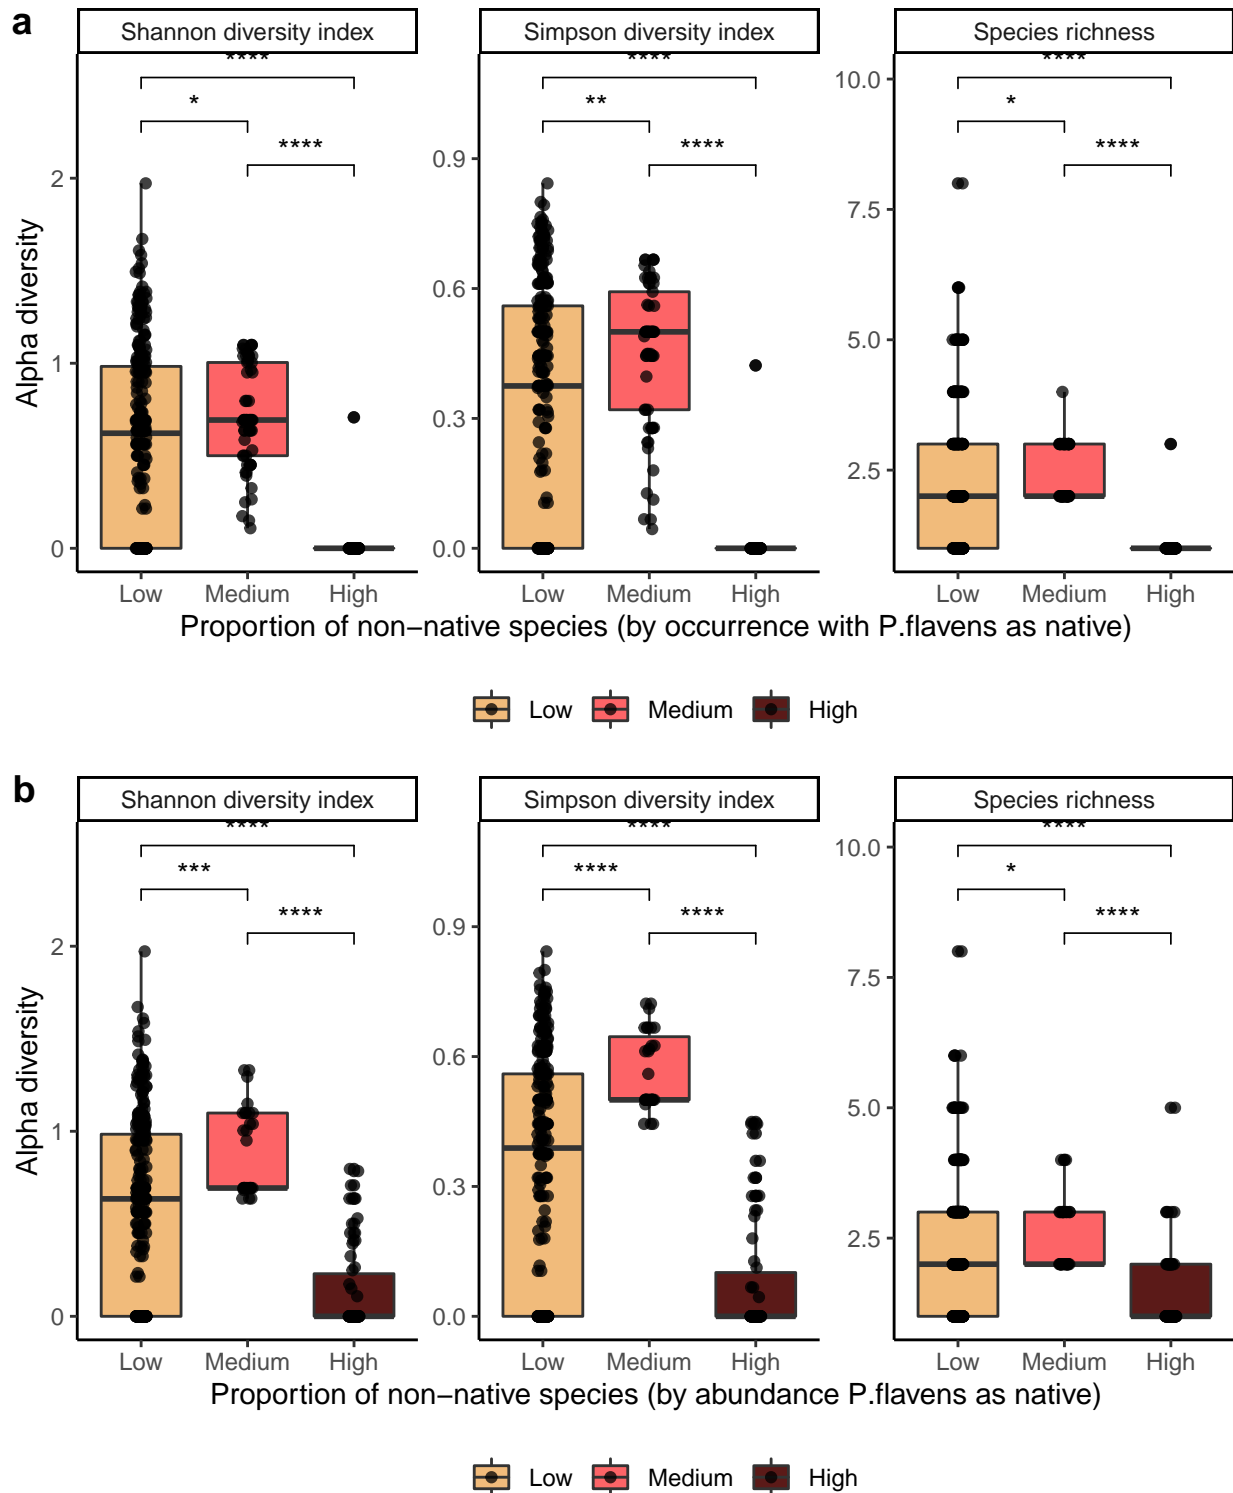 a
Shannon diversity index
Simpson diversity index
Species richness
****
*
****
****
**
****
****
*
****
Alpha diversity
2
1
0
0.9
0.6
0.3
0.0
10.0
7.5
5.0
2.5
Low Medium High
Low Medium High
Low Medium High
Proportion of non−native species (by occurrence with P.flavens as native)
Low Medium High
b
Shannon diversity index
Simpson diversity index
Species richness
****
***
****
****
****
****
****
*
****
Alpha diversity
2
1
0
0.9
0.6
0.3
0.0
10.0
7.5
5.0
2.5
Low Medium High
Low Medium High
Low Medium High
Proportion of non−native species (by abundance P.flavens as native)
Low Medium High